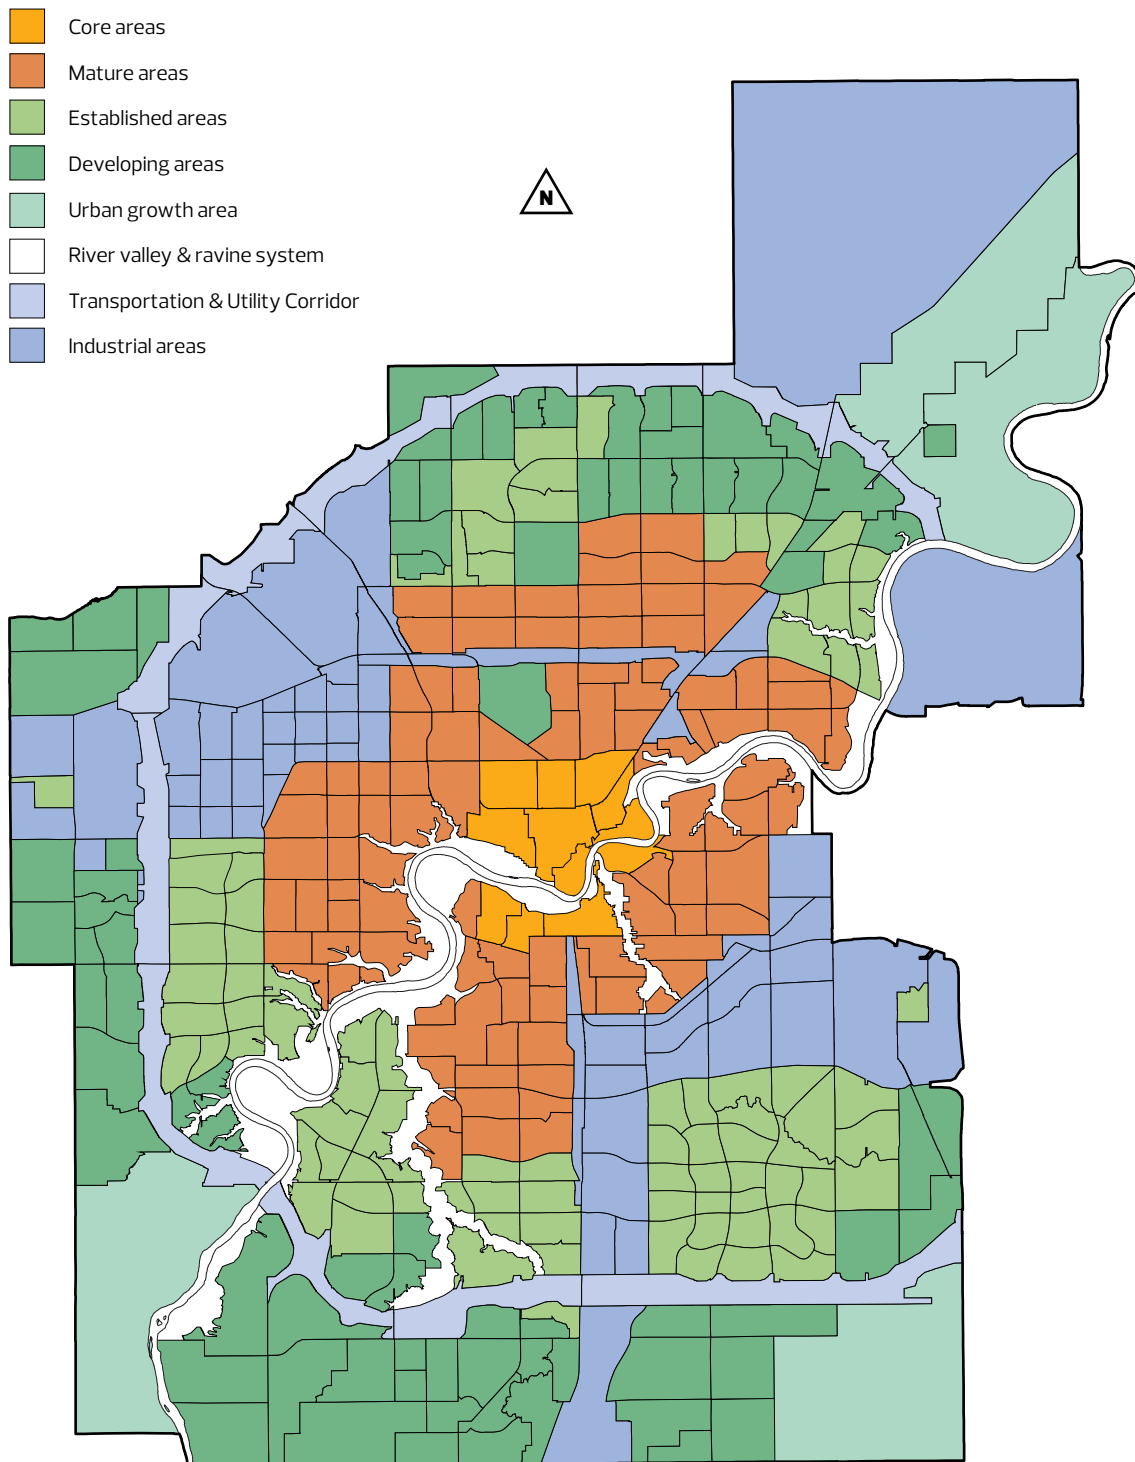 Core areas
Mature areas
Established areas
Developing areas
Urban growth area
River valley & ravine system
Transportation & Utility Corridor
Industrial areas
N